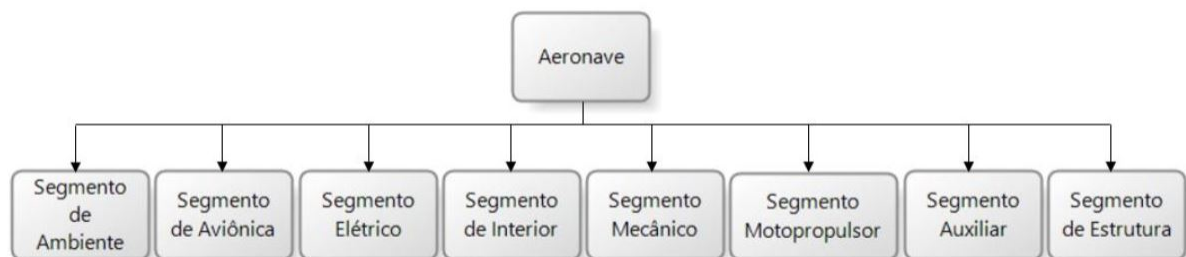 Aeronave
Segmento
de
Ambiente
Segmento
de Aviônica
Segmento
Elétrico
Segmento
de Interior
Segmento
Mecânico
Segmento
Motopropulsor
Segmento
Auxiliar
Segmento
de Estrutura